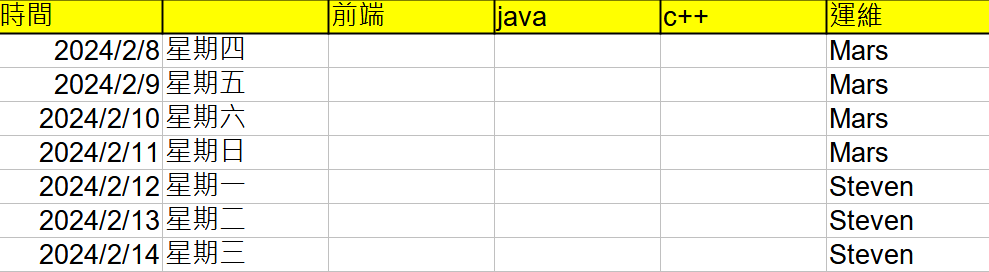 時間 前端 java c++ 運維
2024/2/8 星期四 Mars
2024/2/9 星期五 Mars
2024/2/10 星期六 Mars
2024/2/11 星期日 Mars
2024/2/12 星期一 Steven
2024/2/13 星期二 Steven
2024/2/14 星期三 Steven